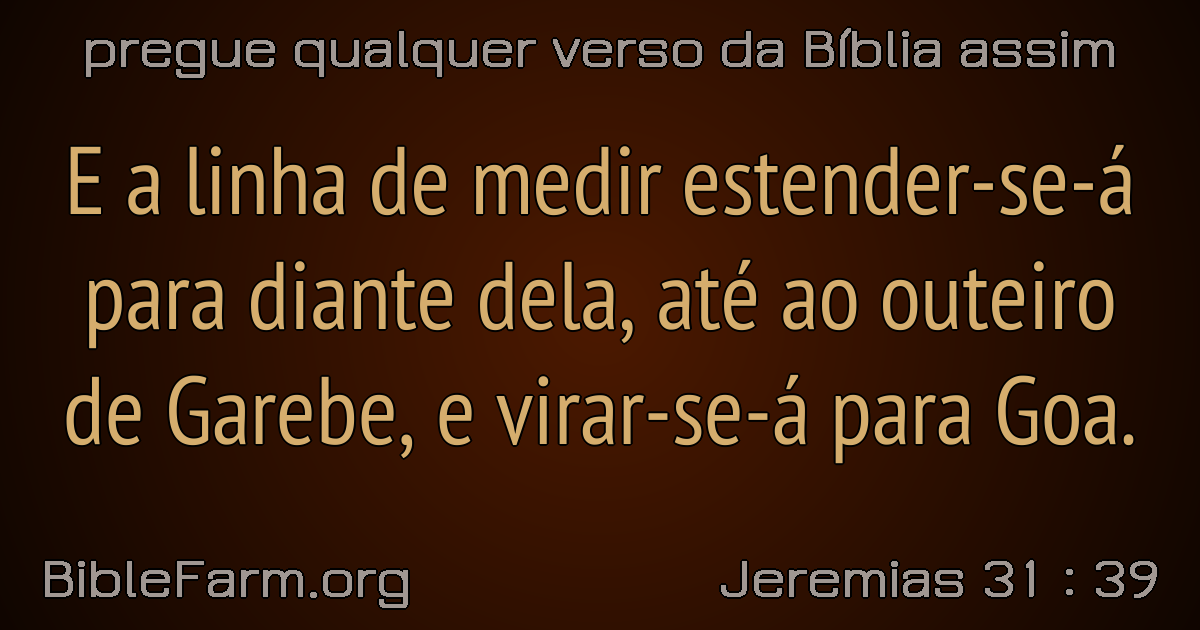 pregue qualquer verso da Bíblia assim
E a linha de medir estender-se-á
para diante dela, até ao outeiro
de Garebe, e virar-se-á para Goa.
BibleFarm.org
Jeremias 31 : 39